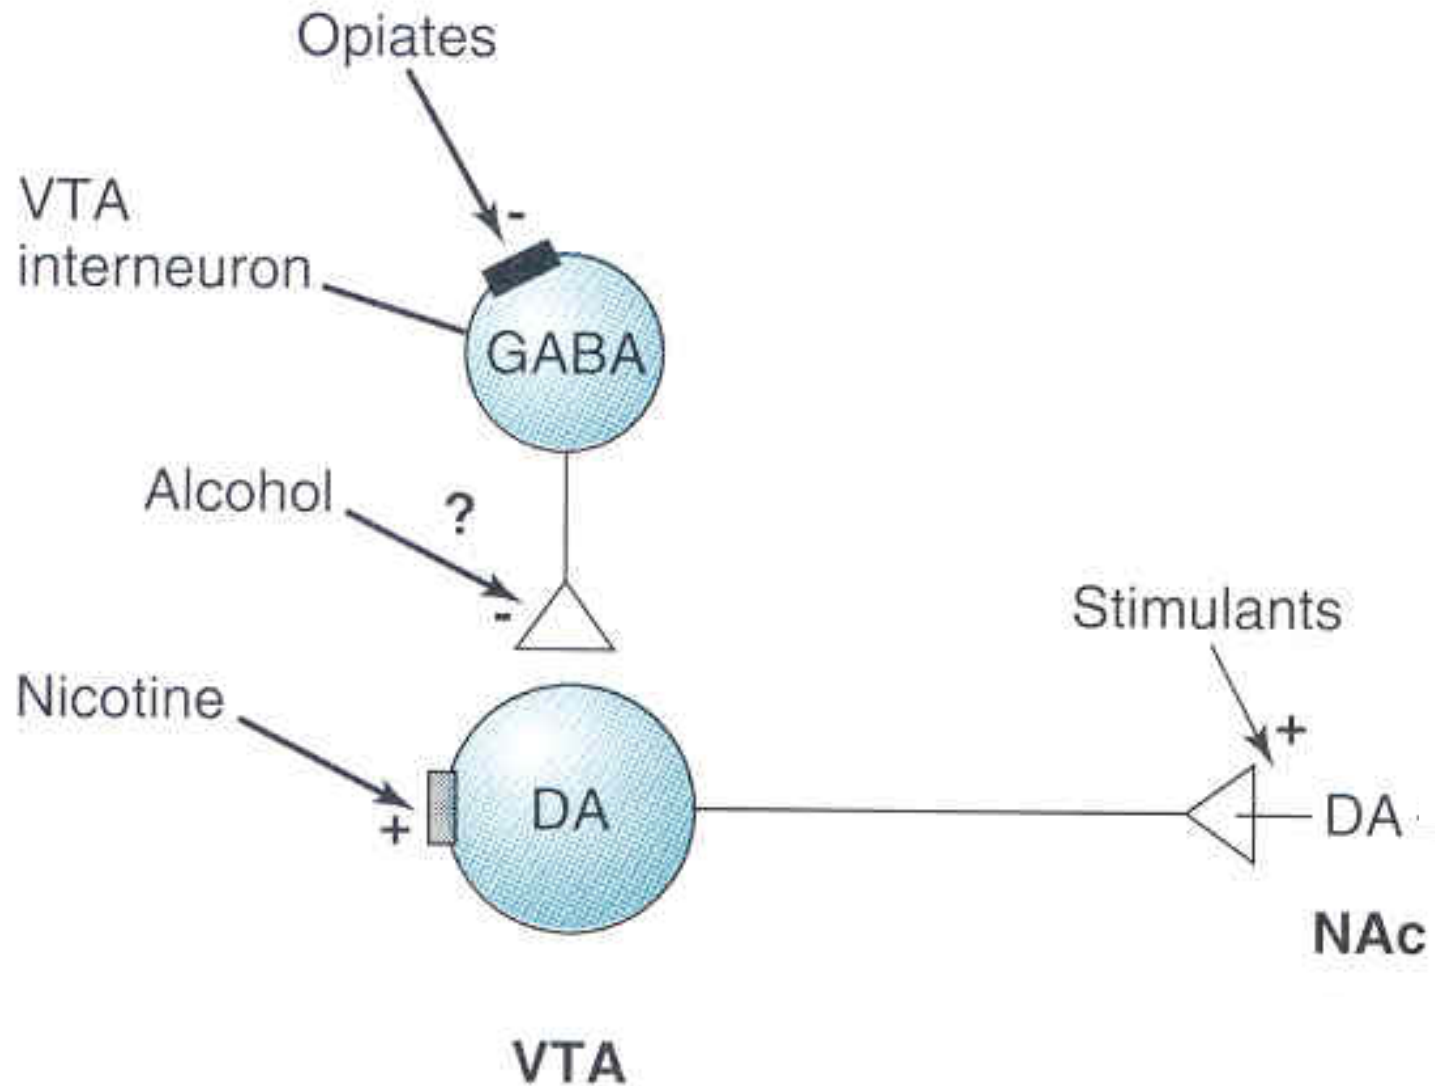 Opiates
-
VTA
interneuron
GABA
Alcohol
?
-
Stimulants
Nicotine
+
DA
+
DA
NAc
VTA